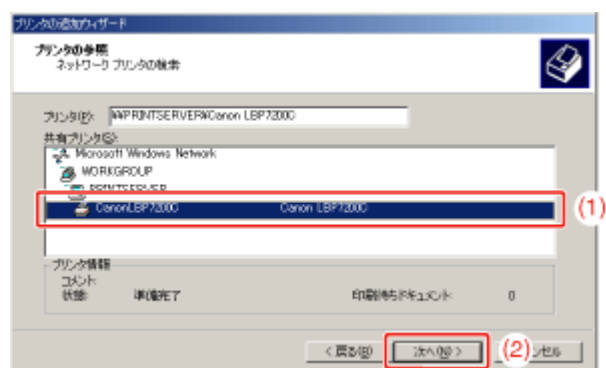 プリンタの追加ウィザード
プリンタの参照
ネットワーク プリンタの検索
プリンタ(P): ¥¥PRINTSERVER¥Canon LBP7200C
共有プリンタ(S):
Microsoft Windows Network
WORKGROUP
PRINTSERVER
CanonLBP7200C Canon LBP7200C
(1)
プリンタ情報
コメント:
状態: 準備完了 印刷待ちドキュメント: 0
< 戻る(B) 次へ(N) > (2) ンセル